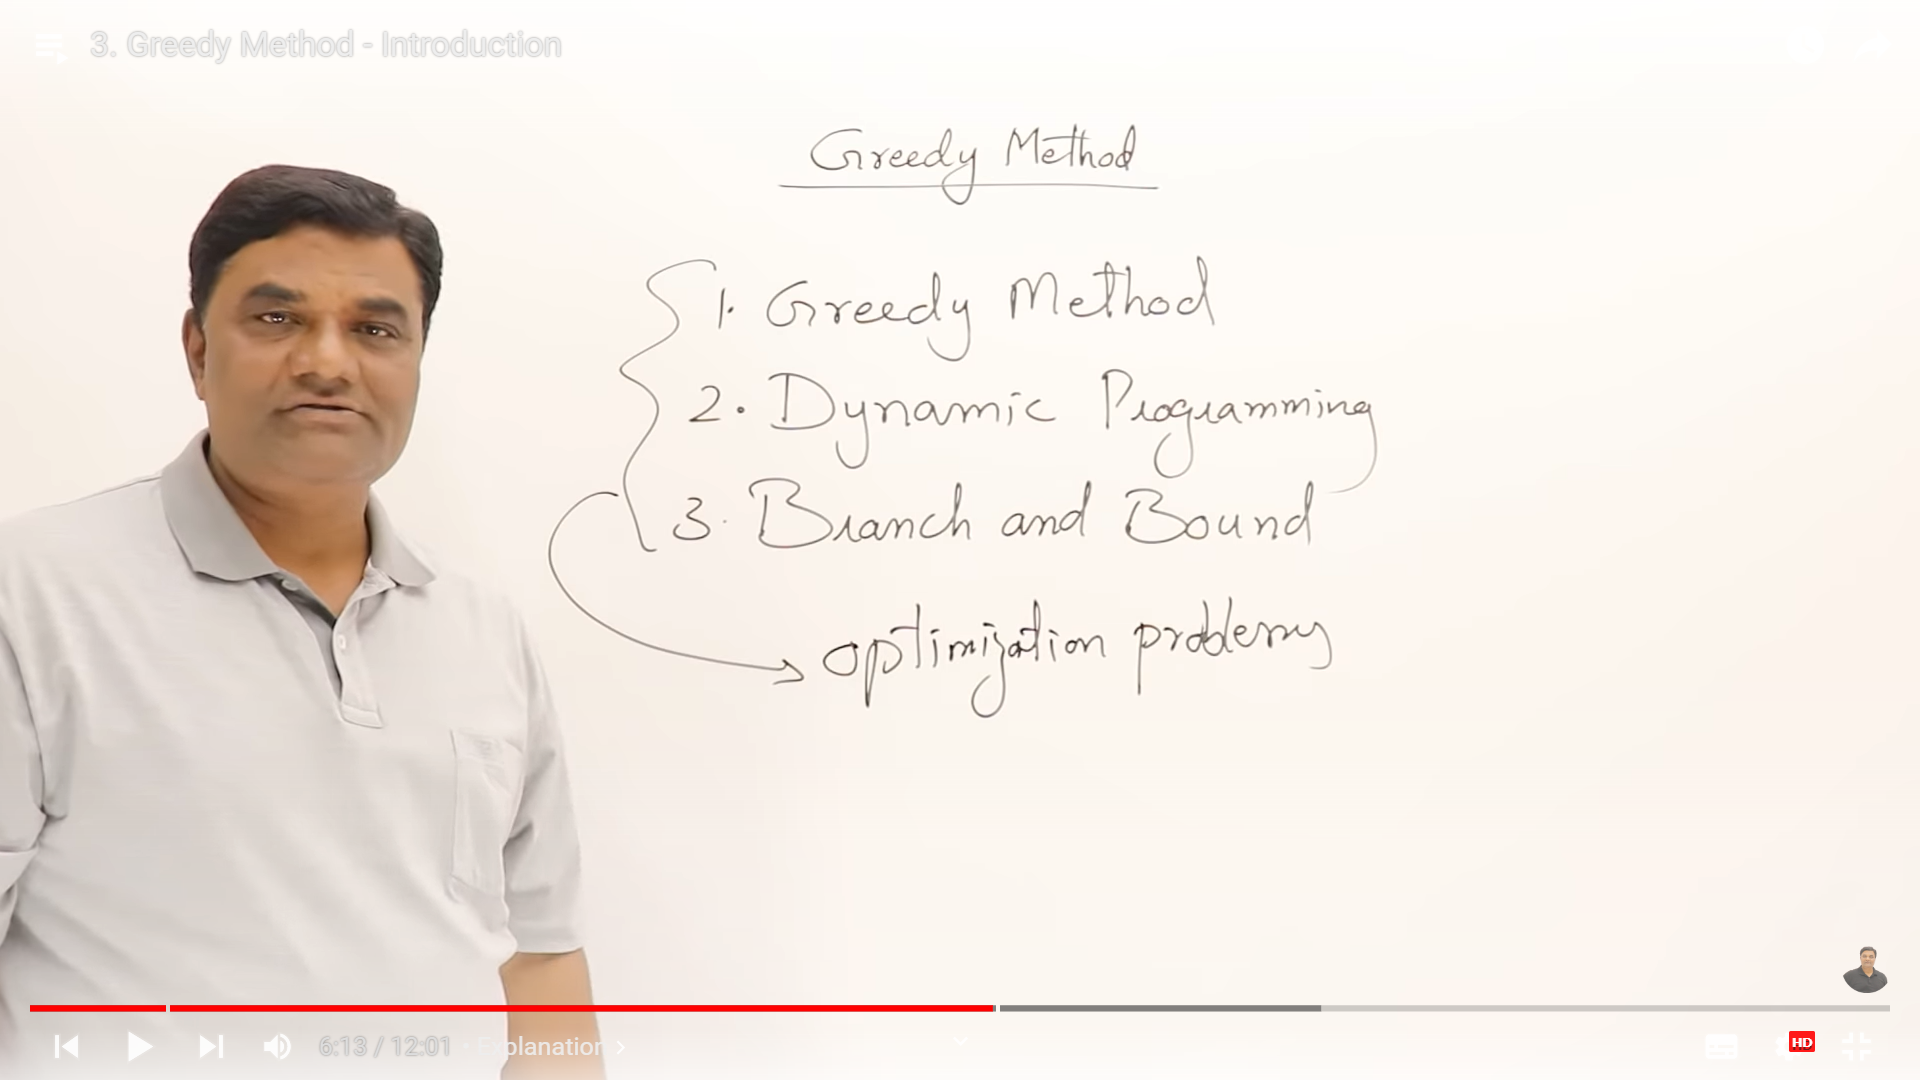 3. Greedy Method - Introduction
Greedy Method
1. Greedy Method
2. Dynamic Programming
3. Branch and Bound
optimization problems
6:13 / 12:01 · Explanation
HD